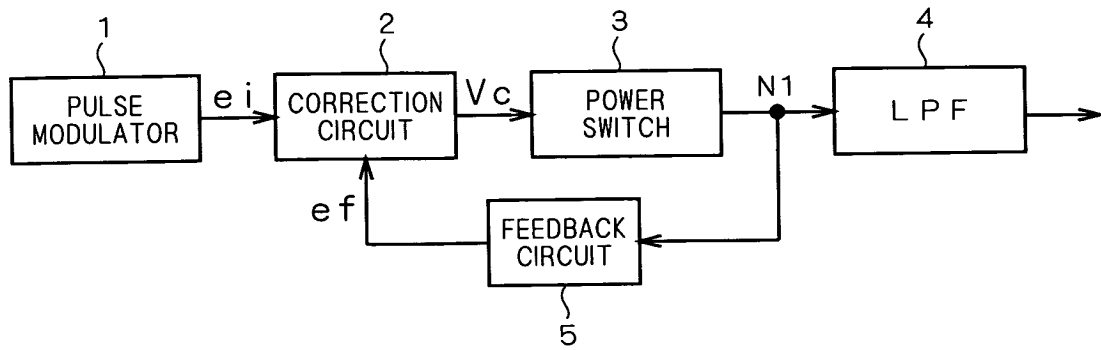 1
2
3
4
PULSE
MODULATOR
ei
CORRECTION
CIRCUIT
Vc
POWER
SWITCH
N1
LPF
ef
FEEDBACK
CIRCUIT
5